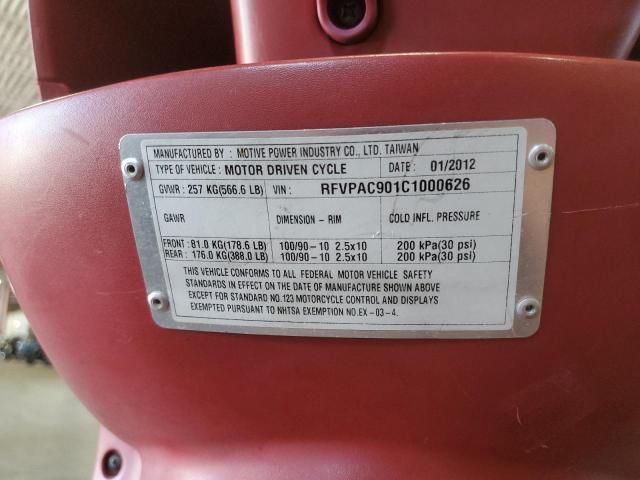 MANUFACTURED BY : MOTIVE POWER INDUSTRY CO., LTD. TAIWAN
TYPE OF VEHICLE : MOTOR DRIVEN CYCLE DATE : 01/2012
GVWR : 257 KG(566.6 LB) VIN : RFVPAC901C1000626
GAWR DIMENSION – RIM COLD INFL. PRESSURE
FRONT : 81.0 KG(178.6 LB) 100/90–10 2.5x10 200 kPa(30 psi)
REAR : 176.0 KG(388.0 LB) 100/90–10 2.5x10 200 kPa(30 psi)
THIS VEHICLE CONFORMS TO ALL FEDERAL MOTOR VEHICLE SAFETY
STANDARDS IN EFFECT ON THE DATE OF MANUFACTURE SHOWN ABOVE
EXCEPT FOR STANDARD NO.123 MOTORCYCLE CONTROL AND DISPLAYS
EXEMPTED PURSUANT TO NHTSA EXEMPTION NO.EX –03–4.